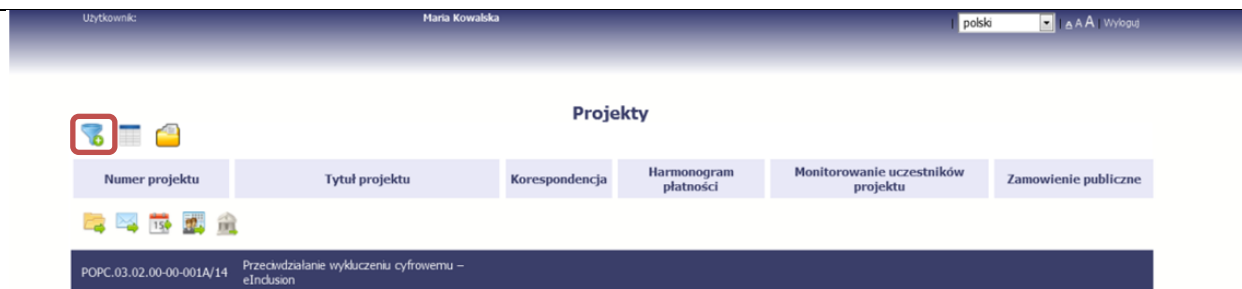 Użytkownik: Maria Kowalska polski A A A Wyloguj
Projekty
Numer projektu Tytuł projektu Korespondencja Harmonogram płatności Monitorowanie uczestników projektu Zamowienie publiczne
15
POPC.03.02.00-00-001A/14 Przeciwdziałanie wykluczeniu cyfrowemu –
eInclusion